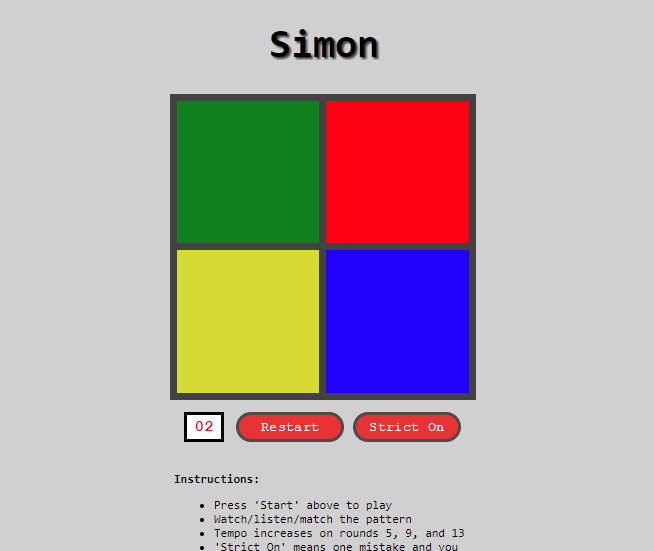 Simon
02 Restart Strict On
Instructions:
Press 'Start' above to play
Watch/listen/match the pattern
Tempo increases on rounds 5, 9, and 13
'Strict On' means one mistake and you